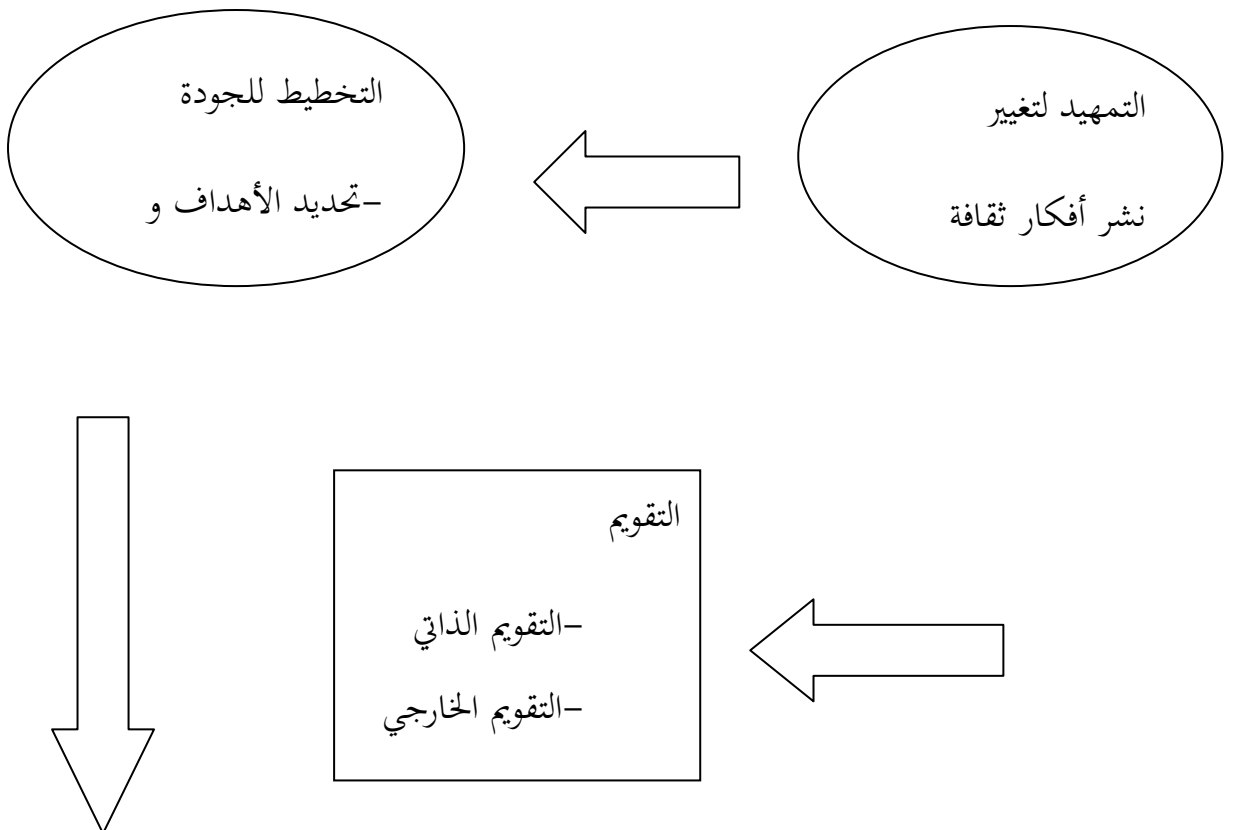 التمهيد لتغيير
نشر أفكار ثقافة
التخطيط للجودة
-تحديد الأهداف و
التقويم
-التقويم الذاتي
-التقويم الخارجي